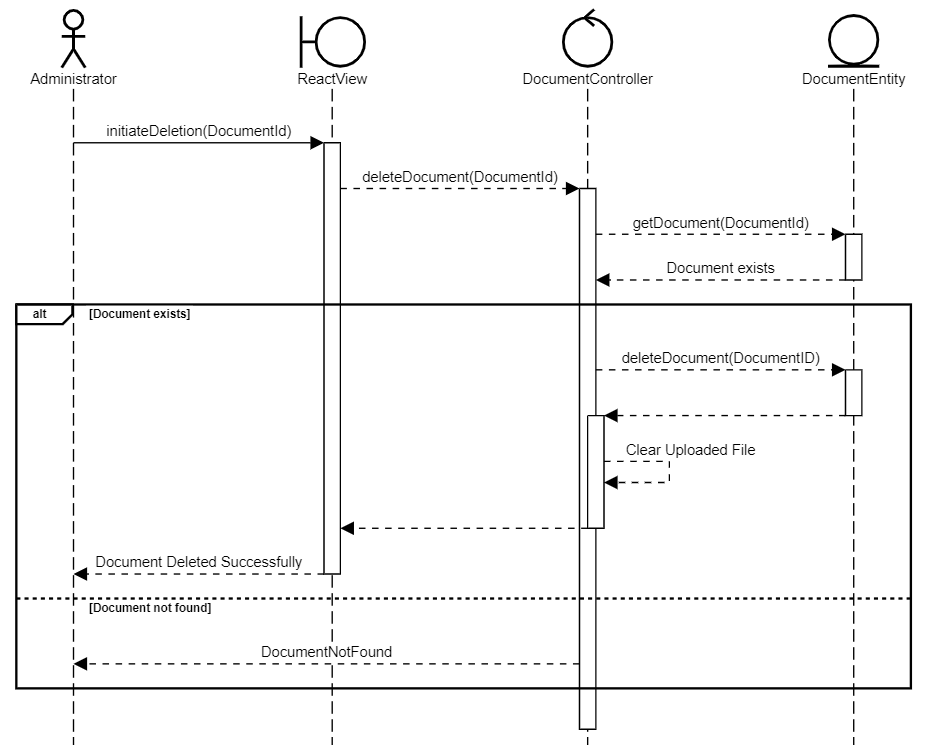 Administrator
ReactView
DocumentController
DocumentEntity
initiateDeletion(DocumentId)
deleteDocument(DocumentId)
getDocument(DocumentId)
Document exists
alt
[Document exists]
deleteDocument(DocumentID)
Clear Uploaded File
Document Deleted Successfully
[Document not found]
DocumentNotFound